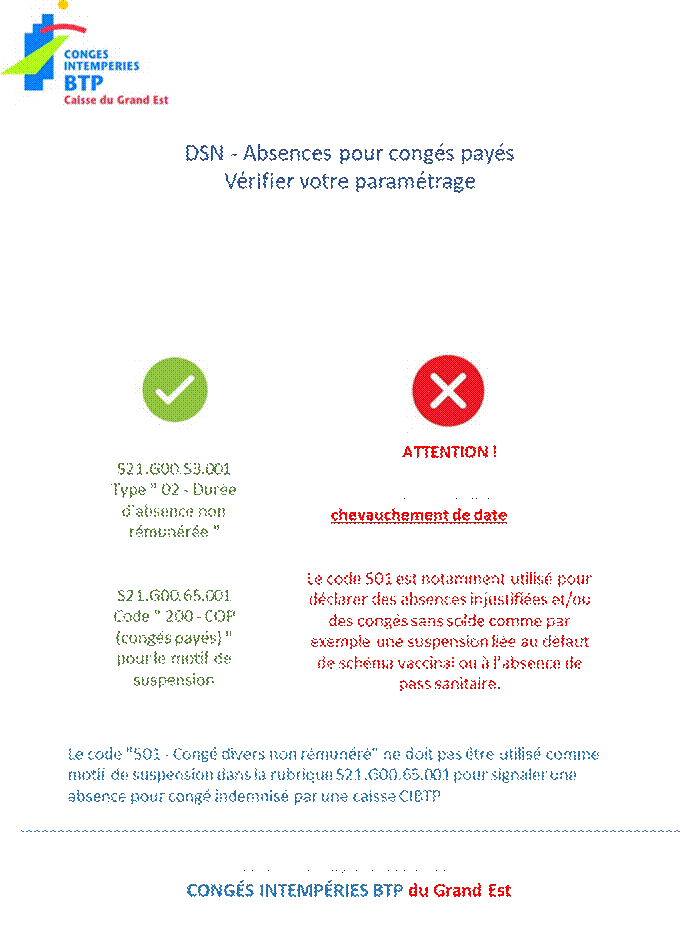 CONGES
INTEMPERIES
BTP
Caisse du Grand Est
DSN - Absences pour congés payés
Vérifier votre paramétrage
ATTENTION !
S21.G00.53.001
Type " 02 - Durée
d'absence non
rémunérée "
chevauchement de date
S21.G00.65.001
Code " 200 - COP
(congés payés) "
pour le motif de
suspension
Le code 501 est notamment utilisé pour
déclarer des absences injustifiées et/ou
des congés sans solde comme par
exemple une suspension liée au défaut
de schéma vaccinal ou à l'absence de
pass sanitaire.
Le code "501 - Congé divers non rémunéré" ne doit pas être utilisé comme
motif de suspension dans la rubrique S21.G00.65.001 pour signaler une
absence pour congé indemnisé par une caisse CIBTP
CONGÉS INTEMPÉRIES BTP du Grand Est